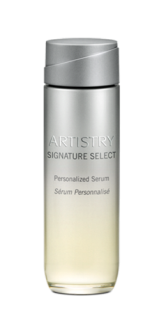 ARTISTRY
SIGNATURE SELECT
Personalized Serum
Sérum Personnalisé